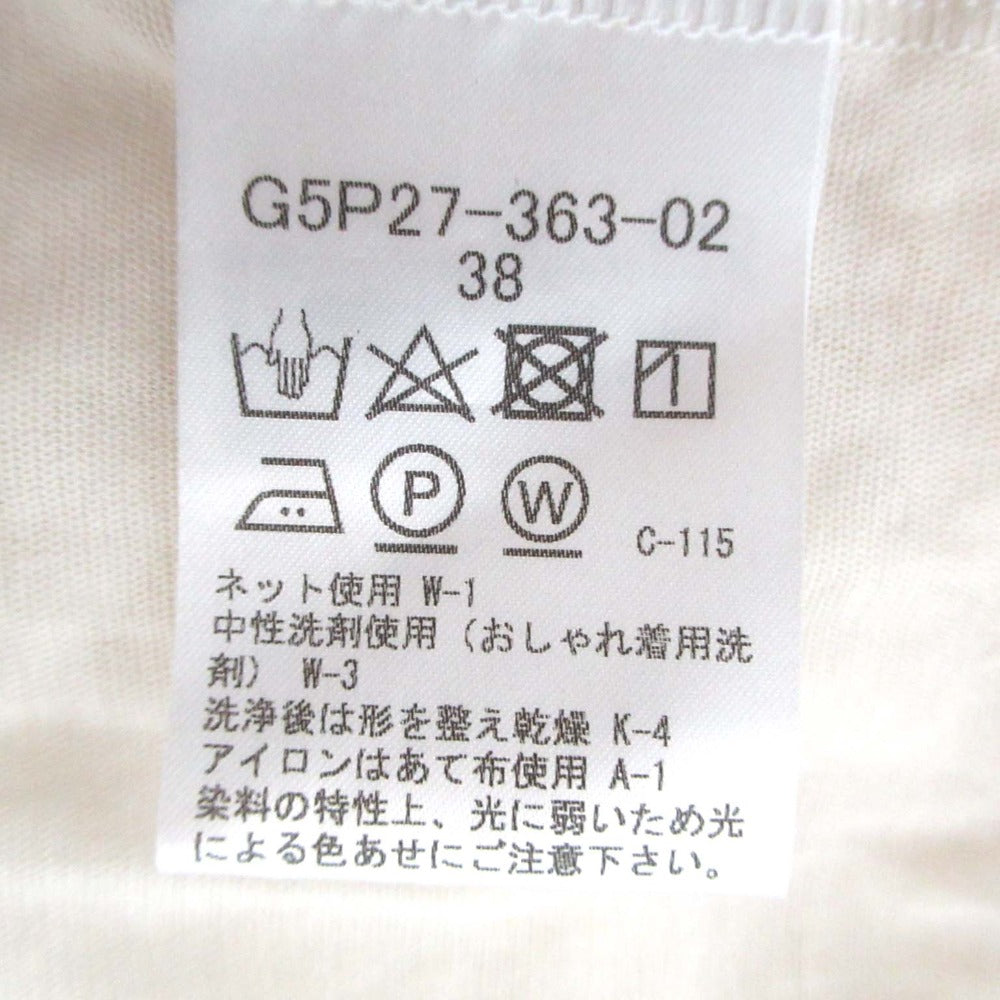 G5P27-363-02
38
P
W
C-115
ネット使用 W-1
中性洗剤使用（おしゃれ着用洗
剤） W-3
洗浄後は形を整え乾燥 K-4
アイロンはあて布使用 A-1
染料の特性上、光に弱いため光
による色あせにご注意下さい。